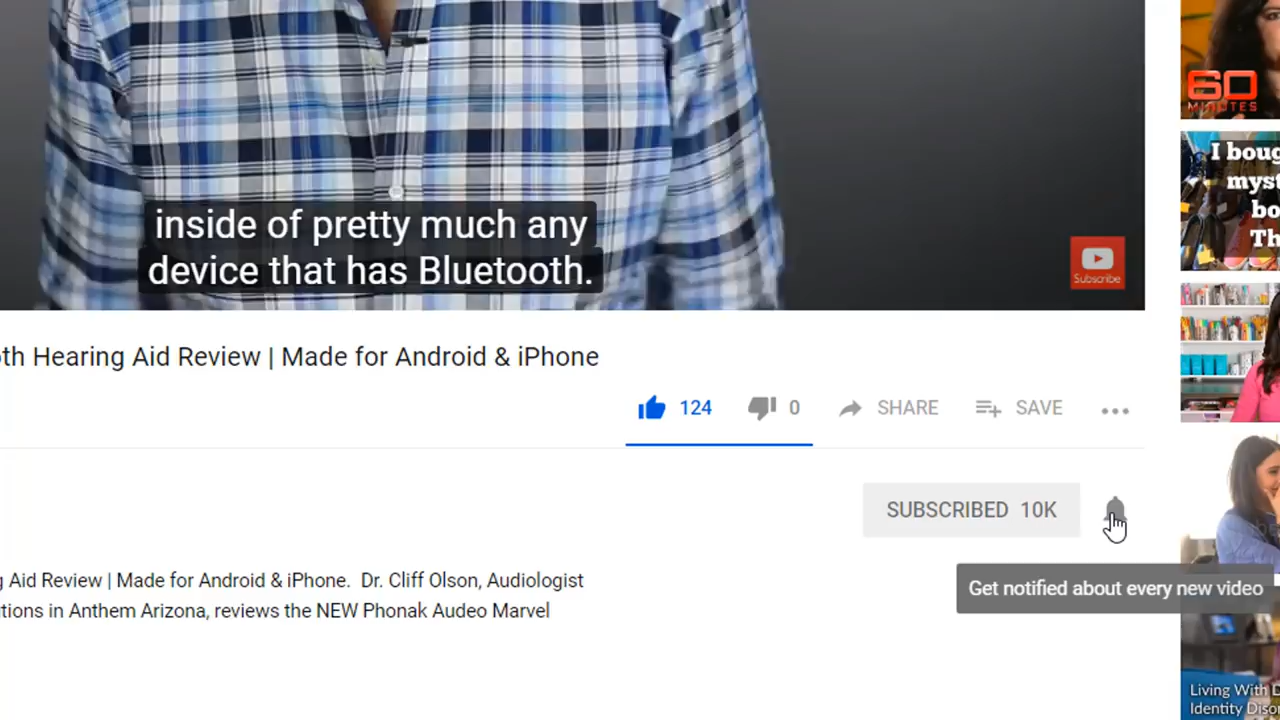 60
MINUTES
I boug
myst
bo
Th
inside of pretty much any
device that has Bluetooth.
Subscribe
th Hearing Aid Review | Made for Android & iPhone
124 0 SHARE SAVE
SUBSCRIBED 10K
g Aid Review | Made for Android & iPhone. Dr. Cliff Olson, Audiologist
tions in Anthem Arizona, reviews the NEW Phonak Audeo Marvel
Get notified about every new video
Living With D
Identity Disor